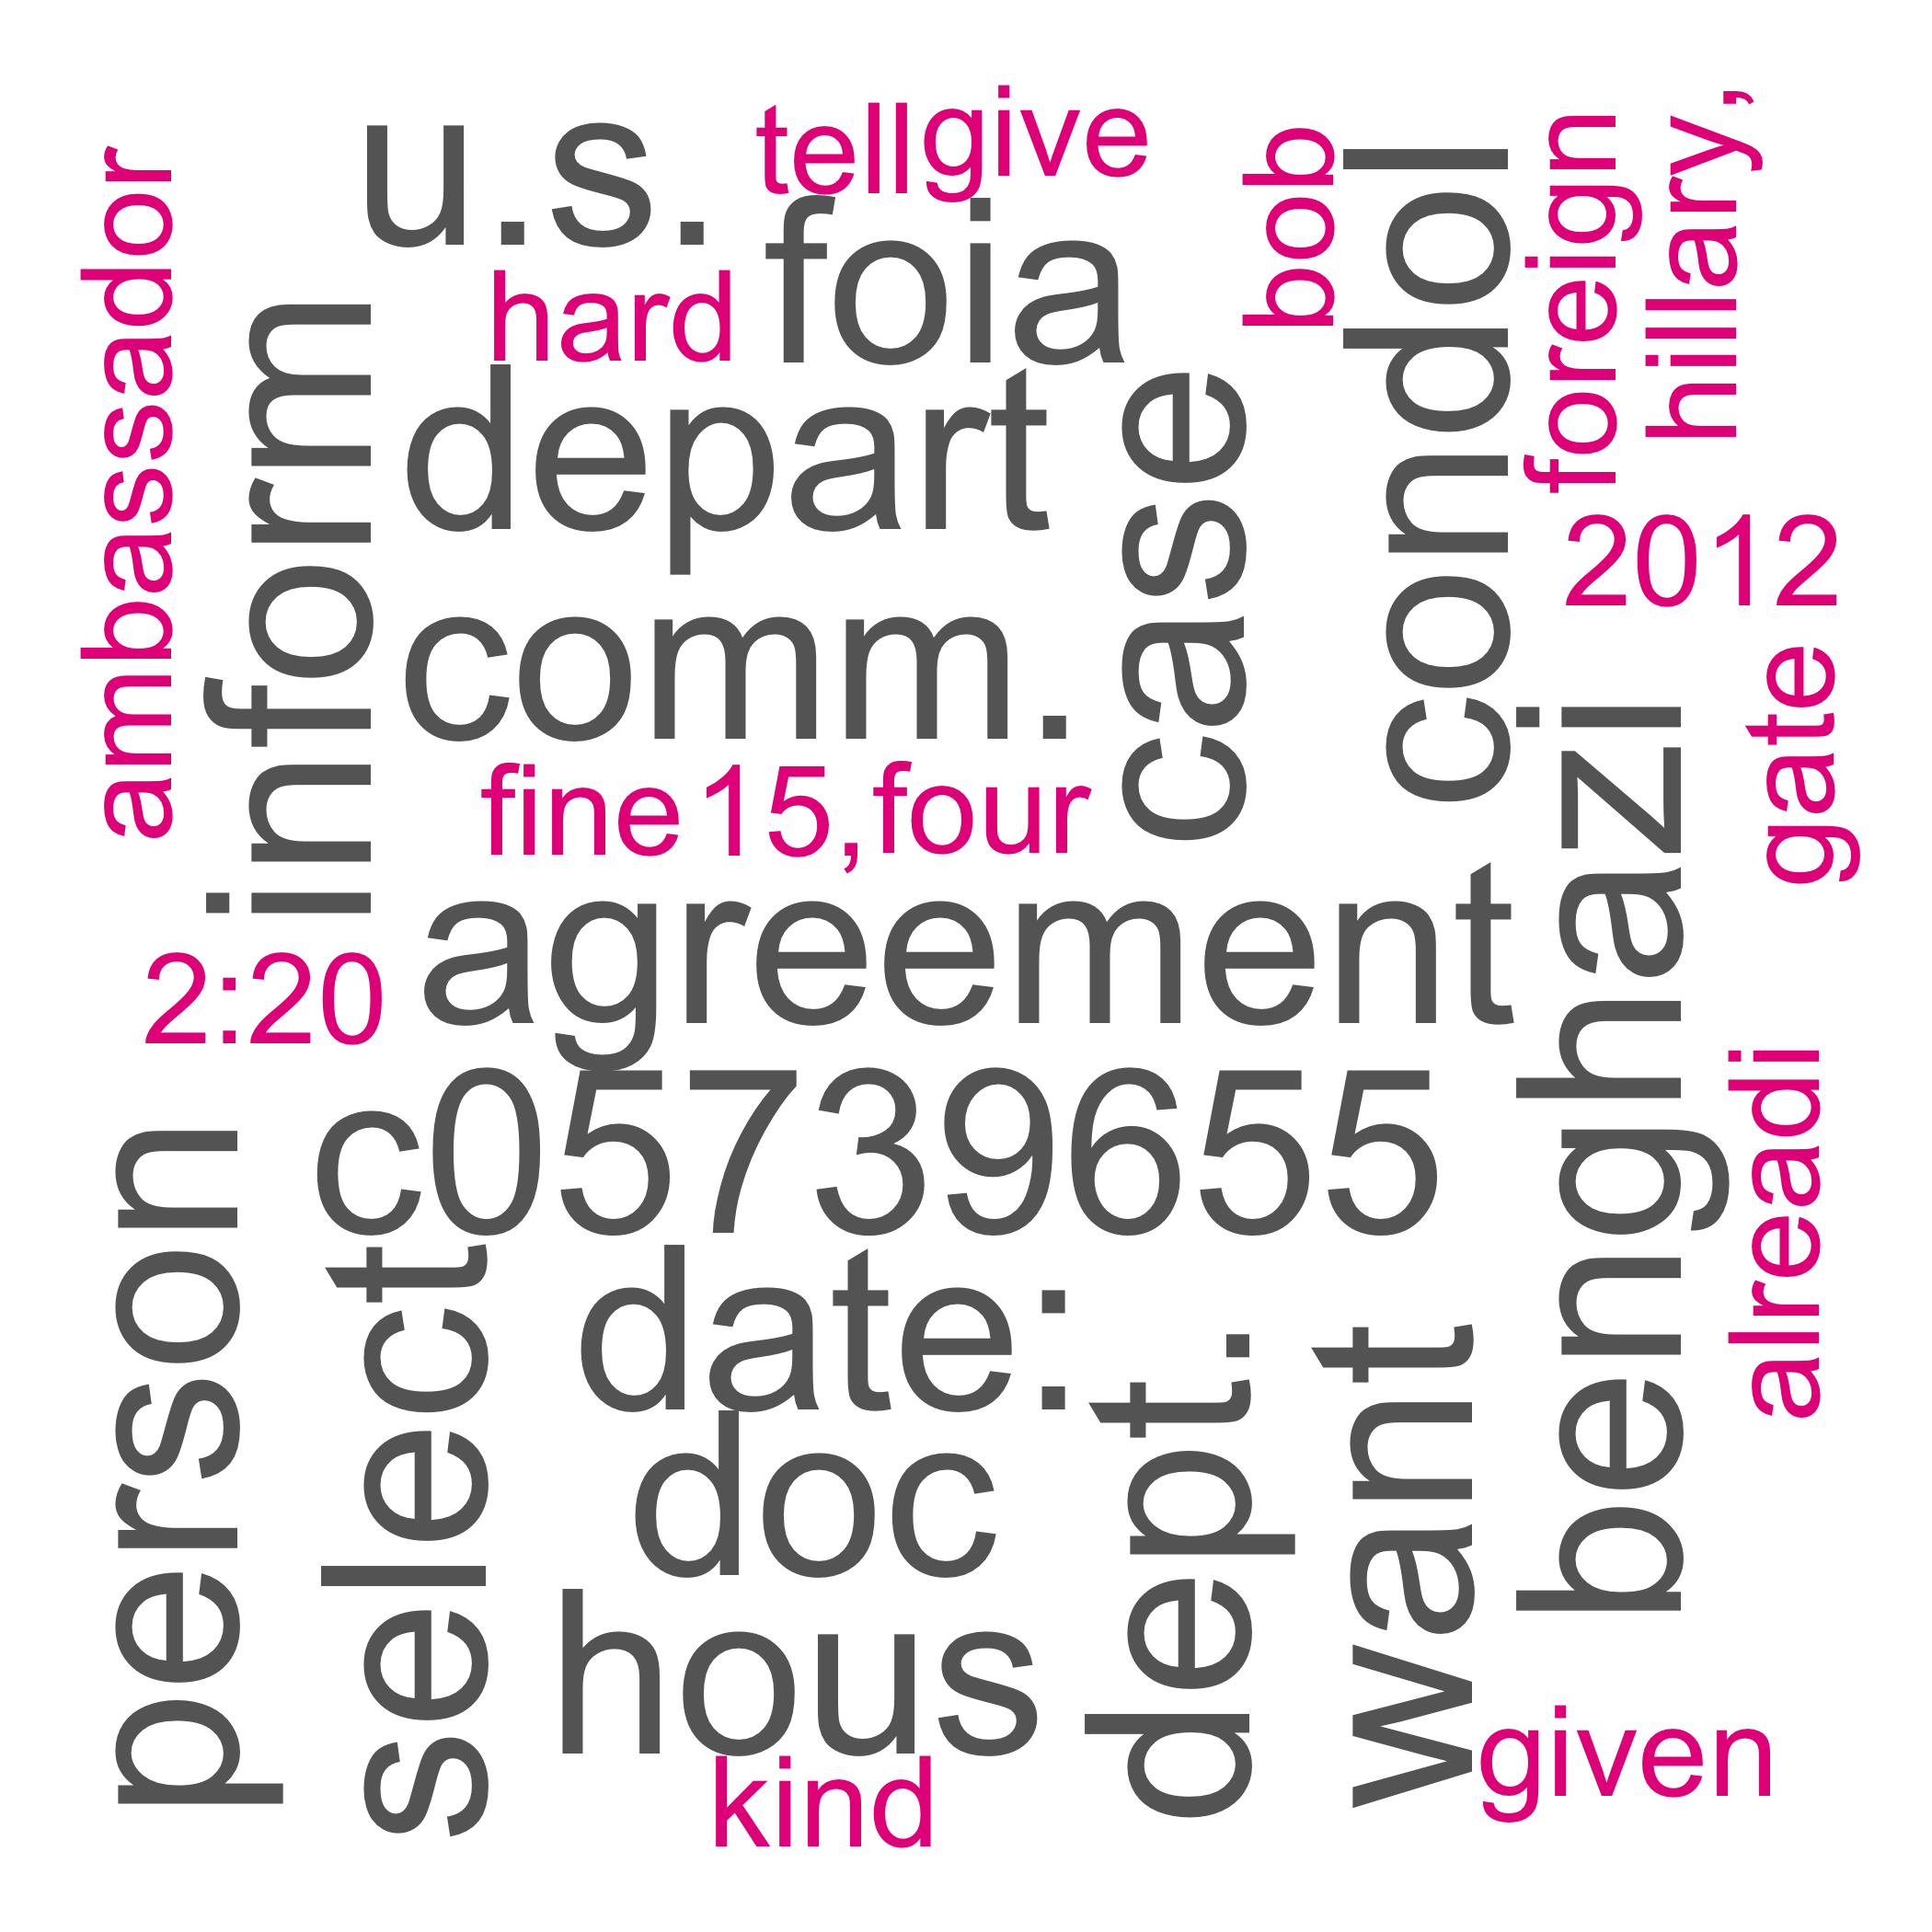 tell
give
u.s.
foia
hard
bob
condol
foreign
hillary,
ambassador
inform
depart
case
2012
comm.
gate
fine
15,
four
agreement
benghazi
2:20
c05739655
allreadi
person
select
date:
dept.
want
doc
hous
given
kind